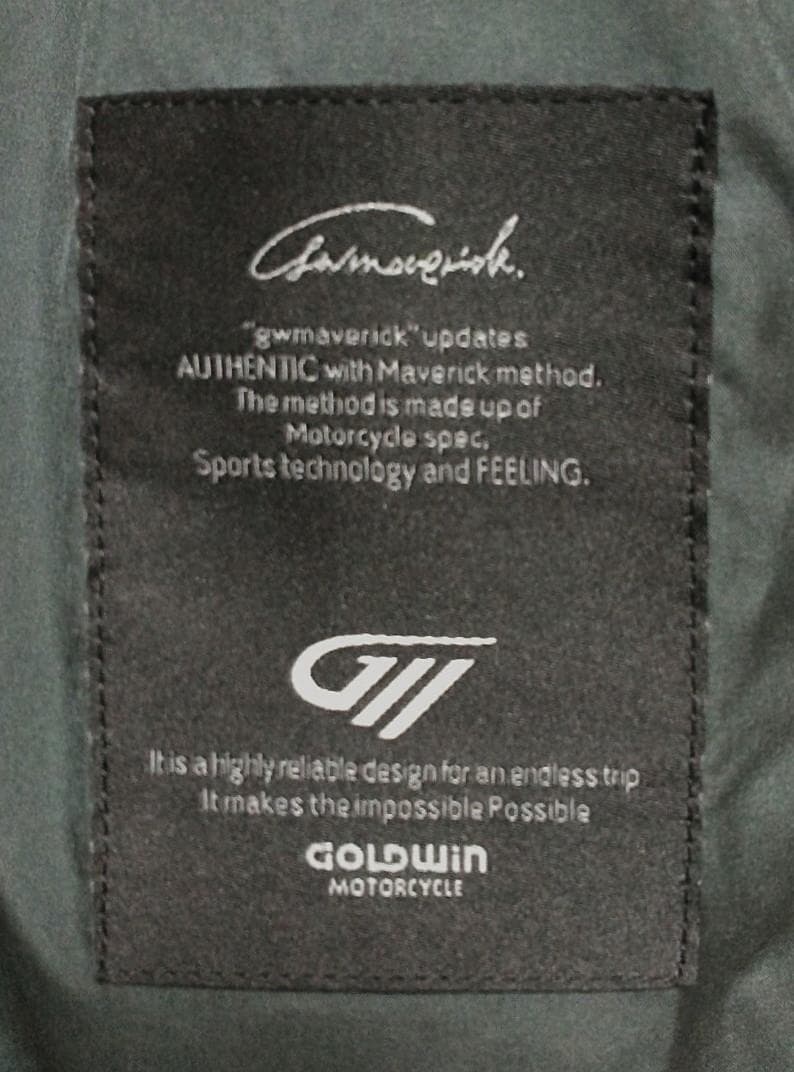 Gwmaverick.
"gwmaverick" updates
AUTHENTIC with Maverick method.
The method is made up of
Motorcycle spec,
Sports technology and FEELING.
GW
It is a highly reliable design for an endless trip
It makes the impossible Possible
GOLDWIN
MOTORCYCLE